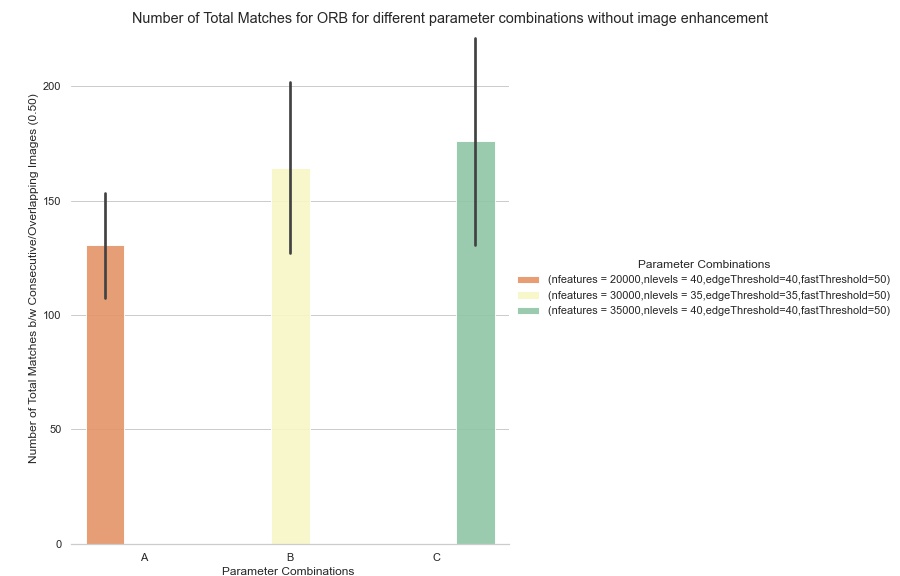 Number of Total Matches for ORB for different parameter combinations without image enhancement
Number of Total Matches b/w Consecutive/Overlapping Images (0.50)
200
150
100
50
0
A
B
C
Parameter Combinations
Parameter Combinations
(nfeatures = 20000,nlevels = 40,edgeThreshold=40,fastThreshold=50)
(nfeatures = 30000,nlevels = 35,edgeThreshold=35,fastThreshold=50)
(nfeatures = 35000,nlevels = 40,edgeThreshold=40,fastThreshold=50)